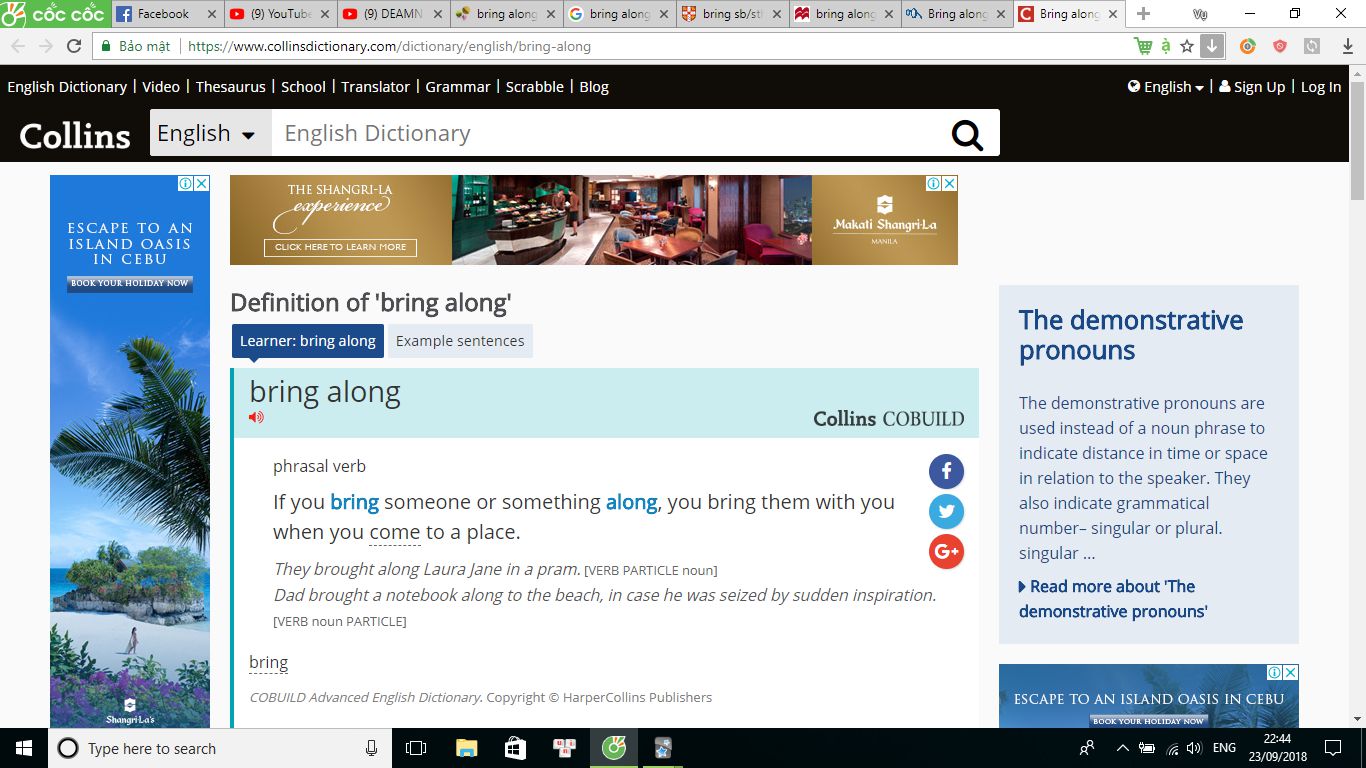 cốc cốc
Facebook
(9) YouTube
(9) DEAMN
bring along
bring along
bring sb/sth
bring along
Bring along
Bring along
Vụ
Bảo mật
https://www.collinsdictionary.com/dictionary/english/bring-along
English Dictionary | Video | Thesaurus | School | Translator | Grammar | Scrabble | Blog
English | Sign Up | Log In
Collins
English
English Dictionary
ESCAPE TO AN
ISLAND OASIS
IN CEBU
BOOK YOUR HOLIDAY NOW
Shangri-La's
THE SHANGRI-LA
experience
CLICK HERE TO LEARN MORE
Makati Shangri-La
MANILA
Definition of 'bring along'
Learner: bring along
Example sentences
bring along
Collins COBUILD
phrasal verb
If you bring someone or something along, you bring them with you
when you come to a place.
They brought along Laura Jane in a pram. [VERB PARTICLE noun]
Dad brought a notebook along to the beach, in case he was seized by sudden inspiration.
[VERB noun PARTICLE]
bring
COBUILD Advanced English Dictionary. Copyright © HarperCollins Publishers
The demonstrative
pronouns
The demonstrative pronouns are
used instead of a noun phrase to
indicate distance in time or space
in relation to the speaker. They
also indicate grammatical
number– singular or plural.
singular ...
Read more about 'The
demonstrative pronouns'
ESCAPE TO AN ISLAND OASIS IN CEBU
BOOK YOUR HOLIDAY NOW
Type here to search
ENG
22:44
23/09/2018